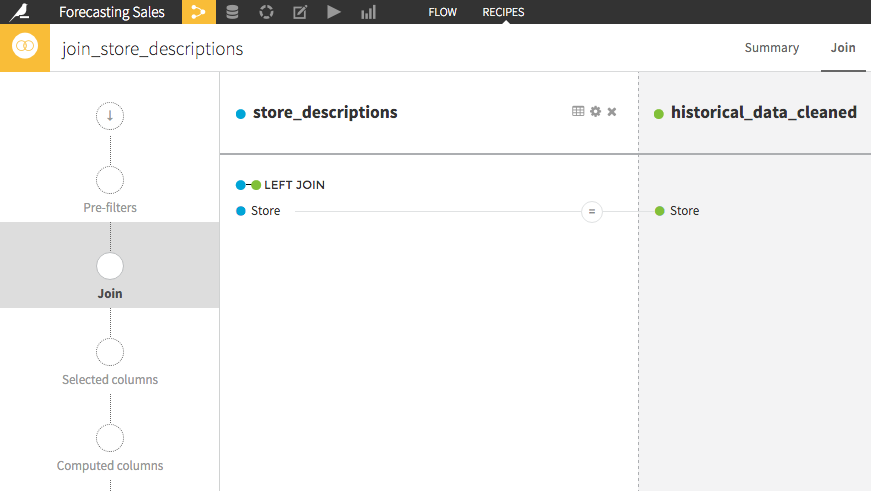 Forecasting Sales
FLOW
RECIPES
join_store_descriptions
Summary
Join
store_descriptions
historical_data_cleaned
LEFT JOIN
Store
=
Store
Pre-filters
Join
Selected columns
Computed columns